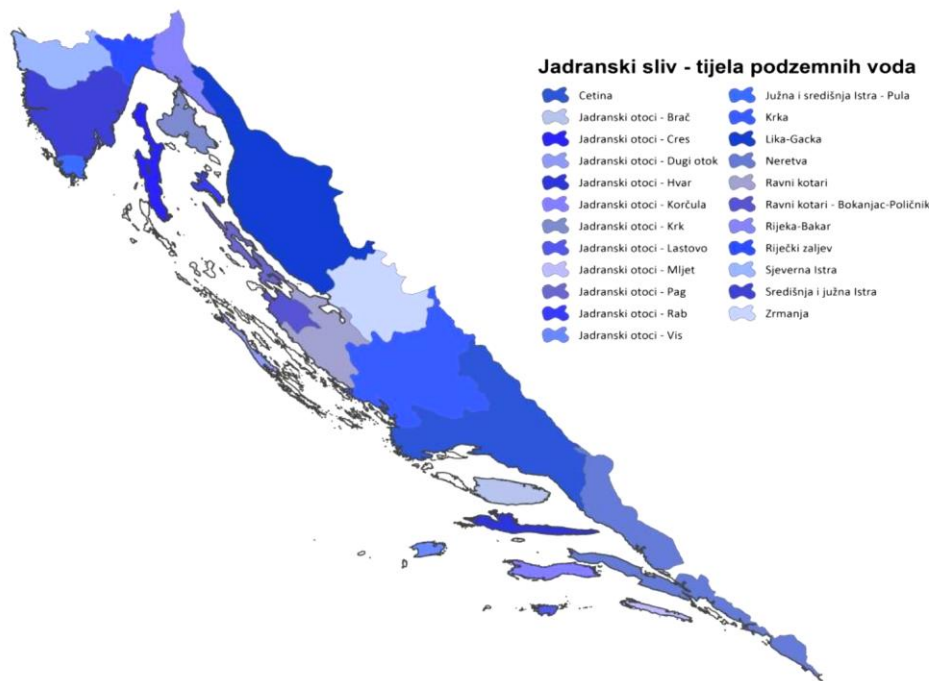 Jadranski sliv - tijela podzemnih voda
Cetina
Jadranski otoci - Brač
Jadranski otoci - Cres
Jadranski otoci - Dugi otok
Jadranski otoci - Hvar
Jadranski otoci - Korčula
Jadranski otoci - Krk
Jadranski otoci - Lastovo
Jadranski otoci - Mljet
Jadranski otoci - Pag
Jadranski otoci - Rab
Jadranski otoci - Vis
Južna i središnja Istra - Pula
Krka
Lika-Gacka
Neretva
Ravni kotari
Ravni kotari - Bokanjac-Poličnik
Rijeka-Bakar
Riječki zaljev
Sjeverna Istra
Središnja i južna Istra
Zrmanja